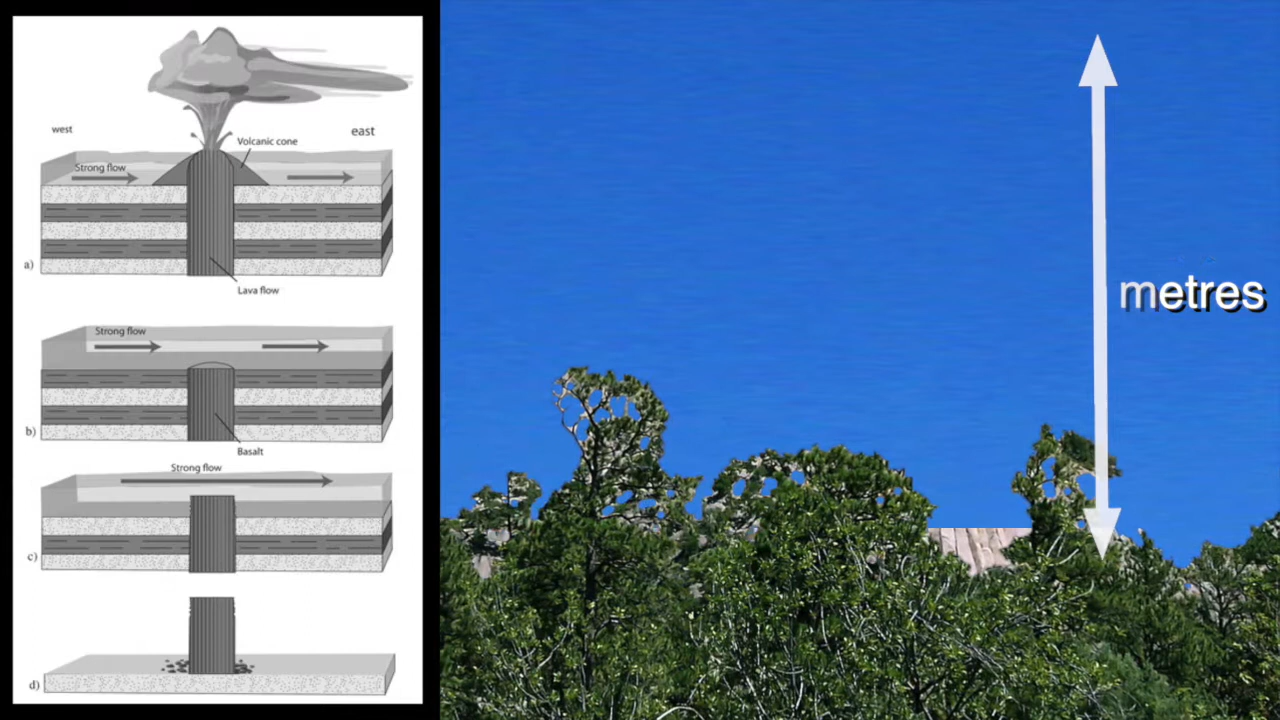 west
east
Volcanic cone
Strong flow
a)
Lava flow
Strong flow
b)
Basalt
Strong flow
c)
d)
metres